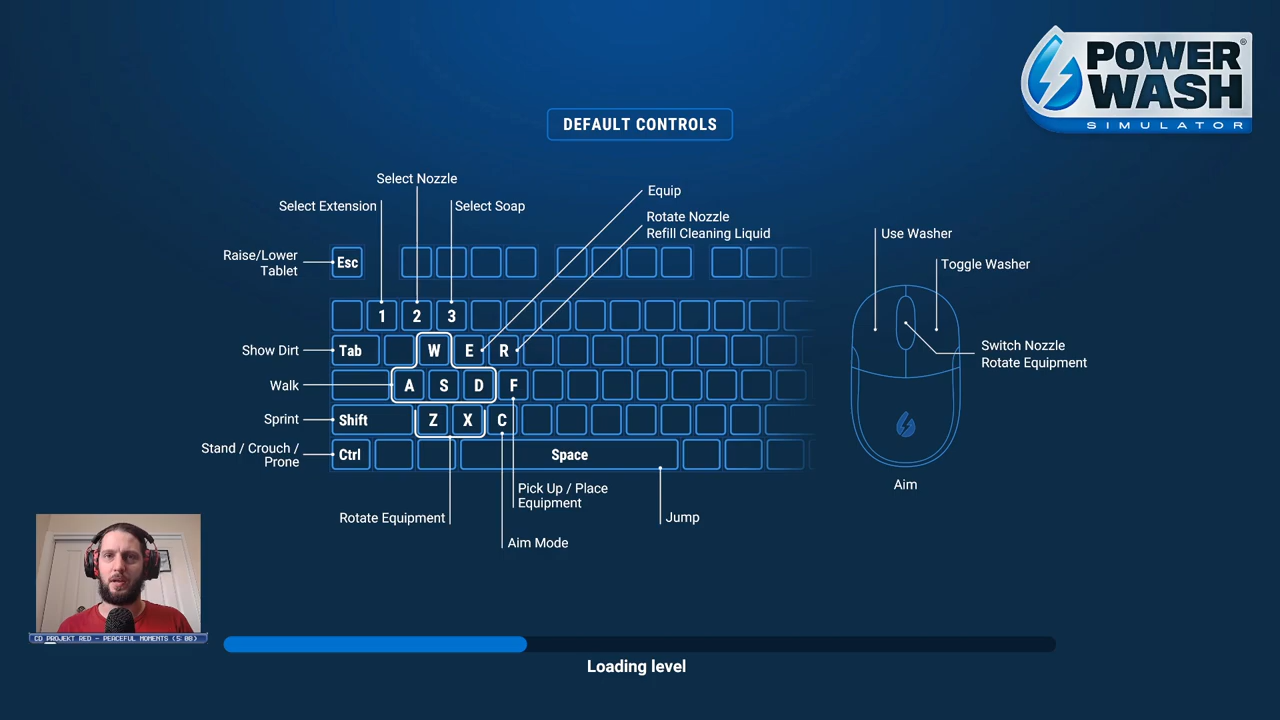 POWER
WASH®
SIMULATOR
DEFAULT CONTROLS
Select Nozzle
Select Extension
Select Soap
Equip
Rotate Nozzle
Refill Cleaning Liquid
Raise/Lower
Tablet
Esc
Use Washer
Toggle Washer
1 2 3
Show Dirt
Tab W E R
Switch Nozzle
Rotate Equipment
Walk
A S D F
Sprint
Shift Z X C
Stand / Crouch /
Prone
Ctrl Space
Aim
Pick Up / Place
Equipment
Rotate Equipment
Jump
Aim Mode
CD PROJEKT RED - PEACEFUL MOMENTS (5:00)
Loading level